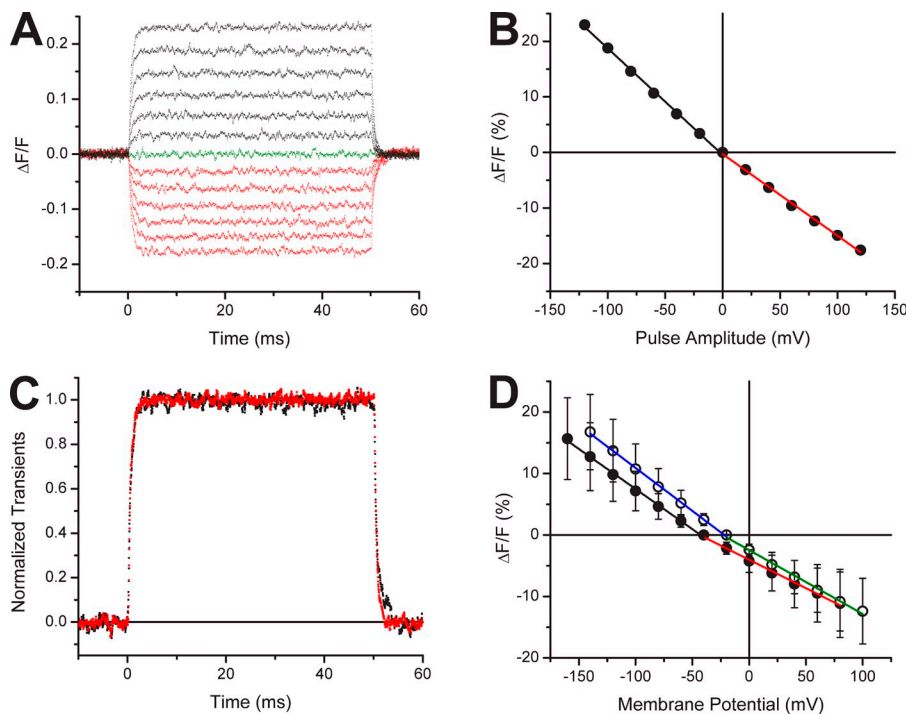 A
ΔF/F
0.2
0.1
0.0
-0.1
-0.2
0 20 40 60
Time (ms)
B
ΔF/F (%)
20
10
0
-10
-20
-150 -100 -50 0 50 100 150
Pulse Amplitude (mV)
C
Normalized Transients
1.0
0.8
0.6
0.4
0.2
0.0
0 20 40 60
Time (ms)
D
ΔF/F (%)
20
10
0
-10
-20
-150 -100 -50 0 50 100
Membrane Potential (mV)